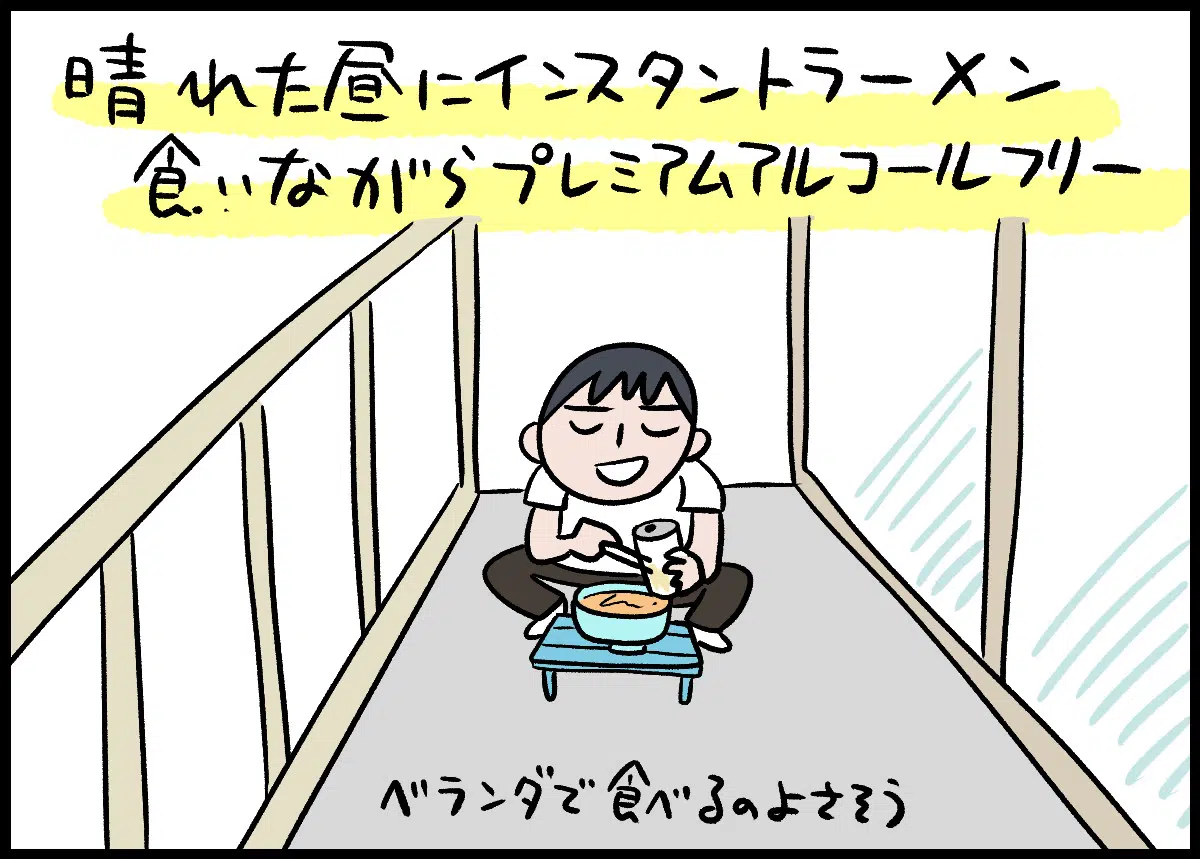 晴れた昼にインスタントラーメン
食いながらプレミアムアルコールフリー
ベランダで食べるのよさそう